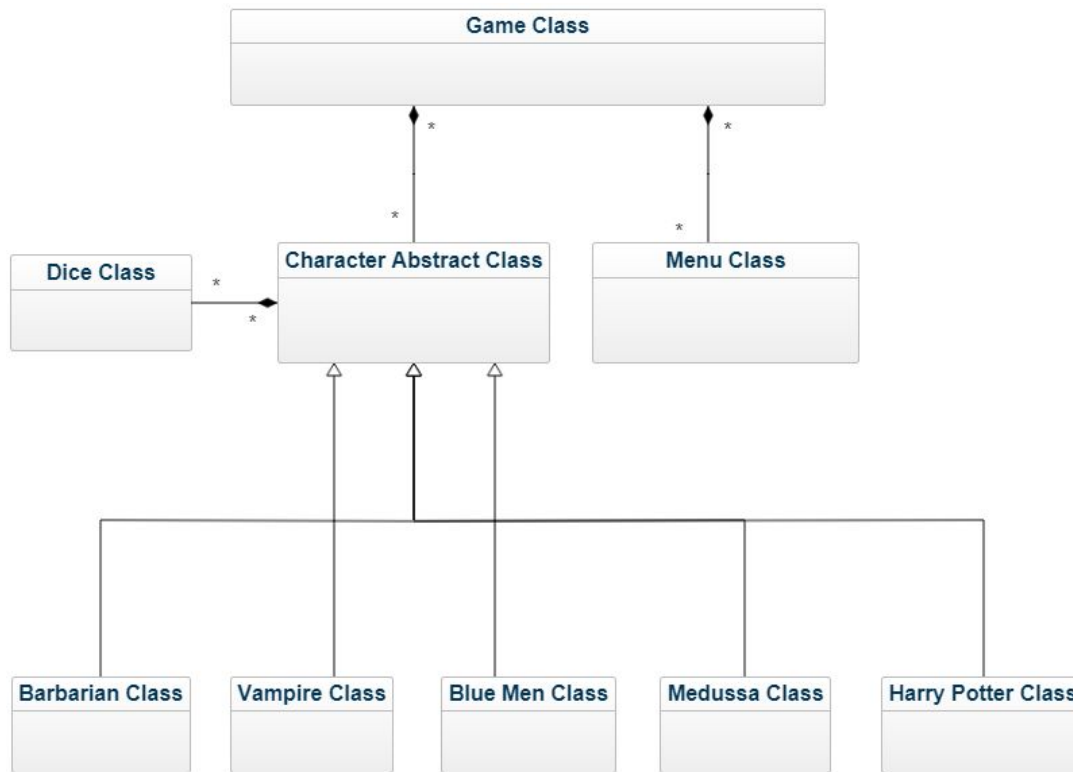 Game Class
*
*
*
*
Character Abstract Class
Menu Class
Dice Class
*
*
Barbarian Class
Vampire Class
Blue Men Class
Medussa Class
Harry Potter Class